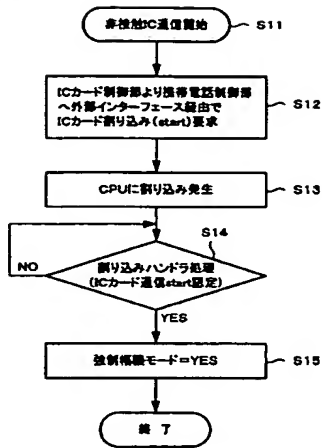 非接触IC通信開始
S11
ICカード制御部より携帯電話制御部
へ外部インターフェース経由で
ICカード割り込み(start)要求
S12
CPUに割り込み発生
S13
S14
割り込みハンドラ処理
(ICカード通信start認定)
NO
YES
モード=YES
S15
終 了